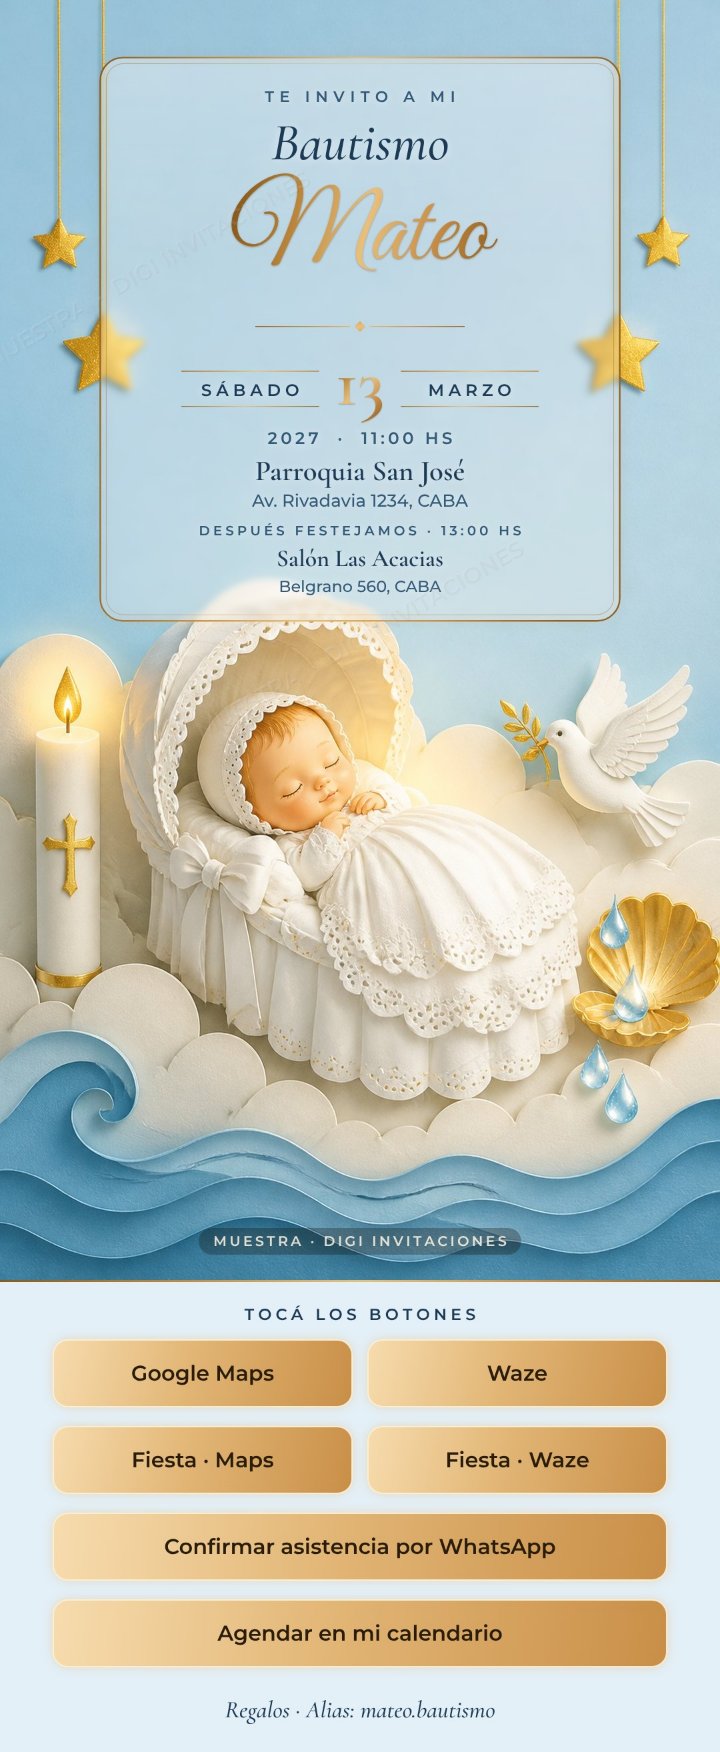 TE INVITO A MI
Bautismo
Mateo
SÁBADO 13 MARZO
2027 · 11:00 HS
Parroquia San José
Av. Rivadavia 1234, CABA
DESPUÉS FESTEJAMOS · 13:00 HS
Salón Las Acacias
Belgrano 560, CABA
MUESTRA · DIGI INVITACIONES
TOCÁ LOS BOTONES
Google Maps
Waze
Fiesta · Maps
Fiesta · Waze
Confirmar asistencia por WhatsApp
Agendar en mi calendario
Regalos · Alias: mateo.bautismo